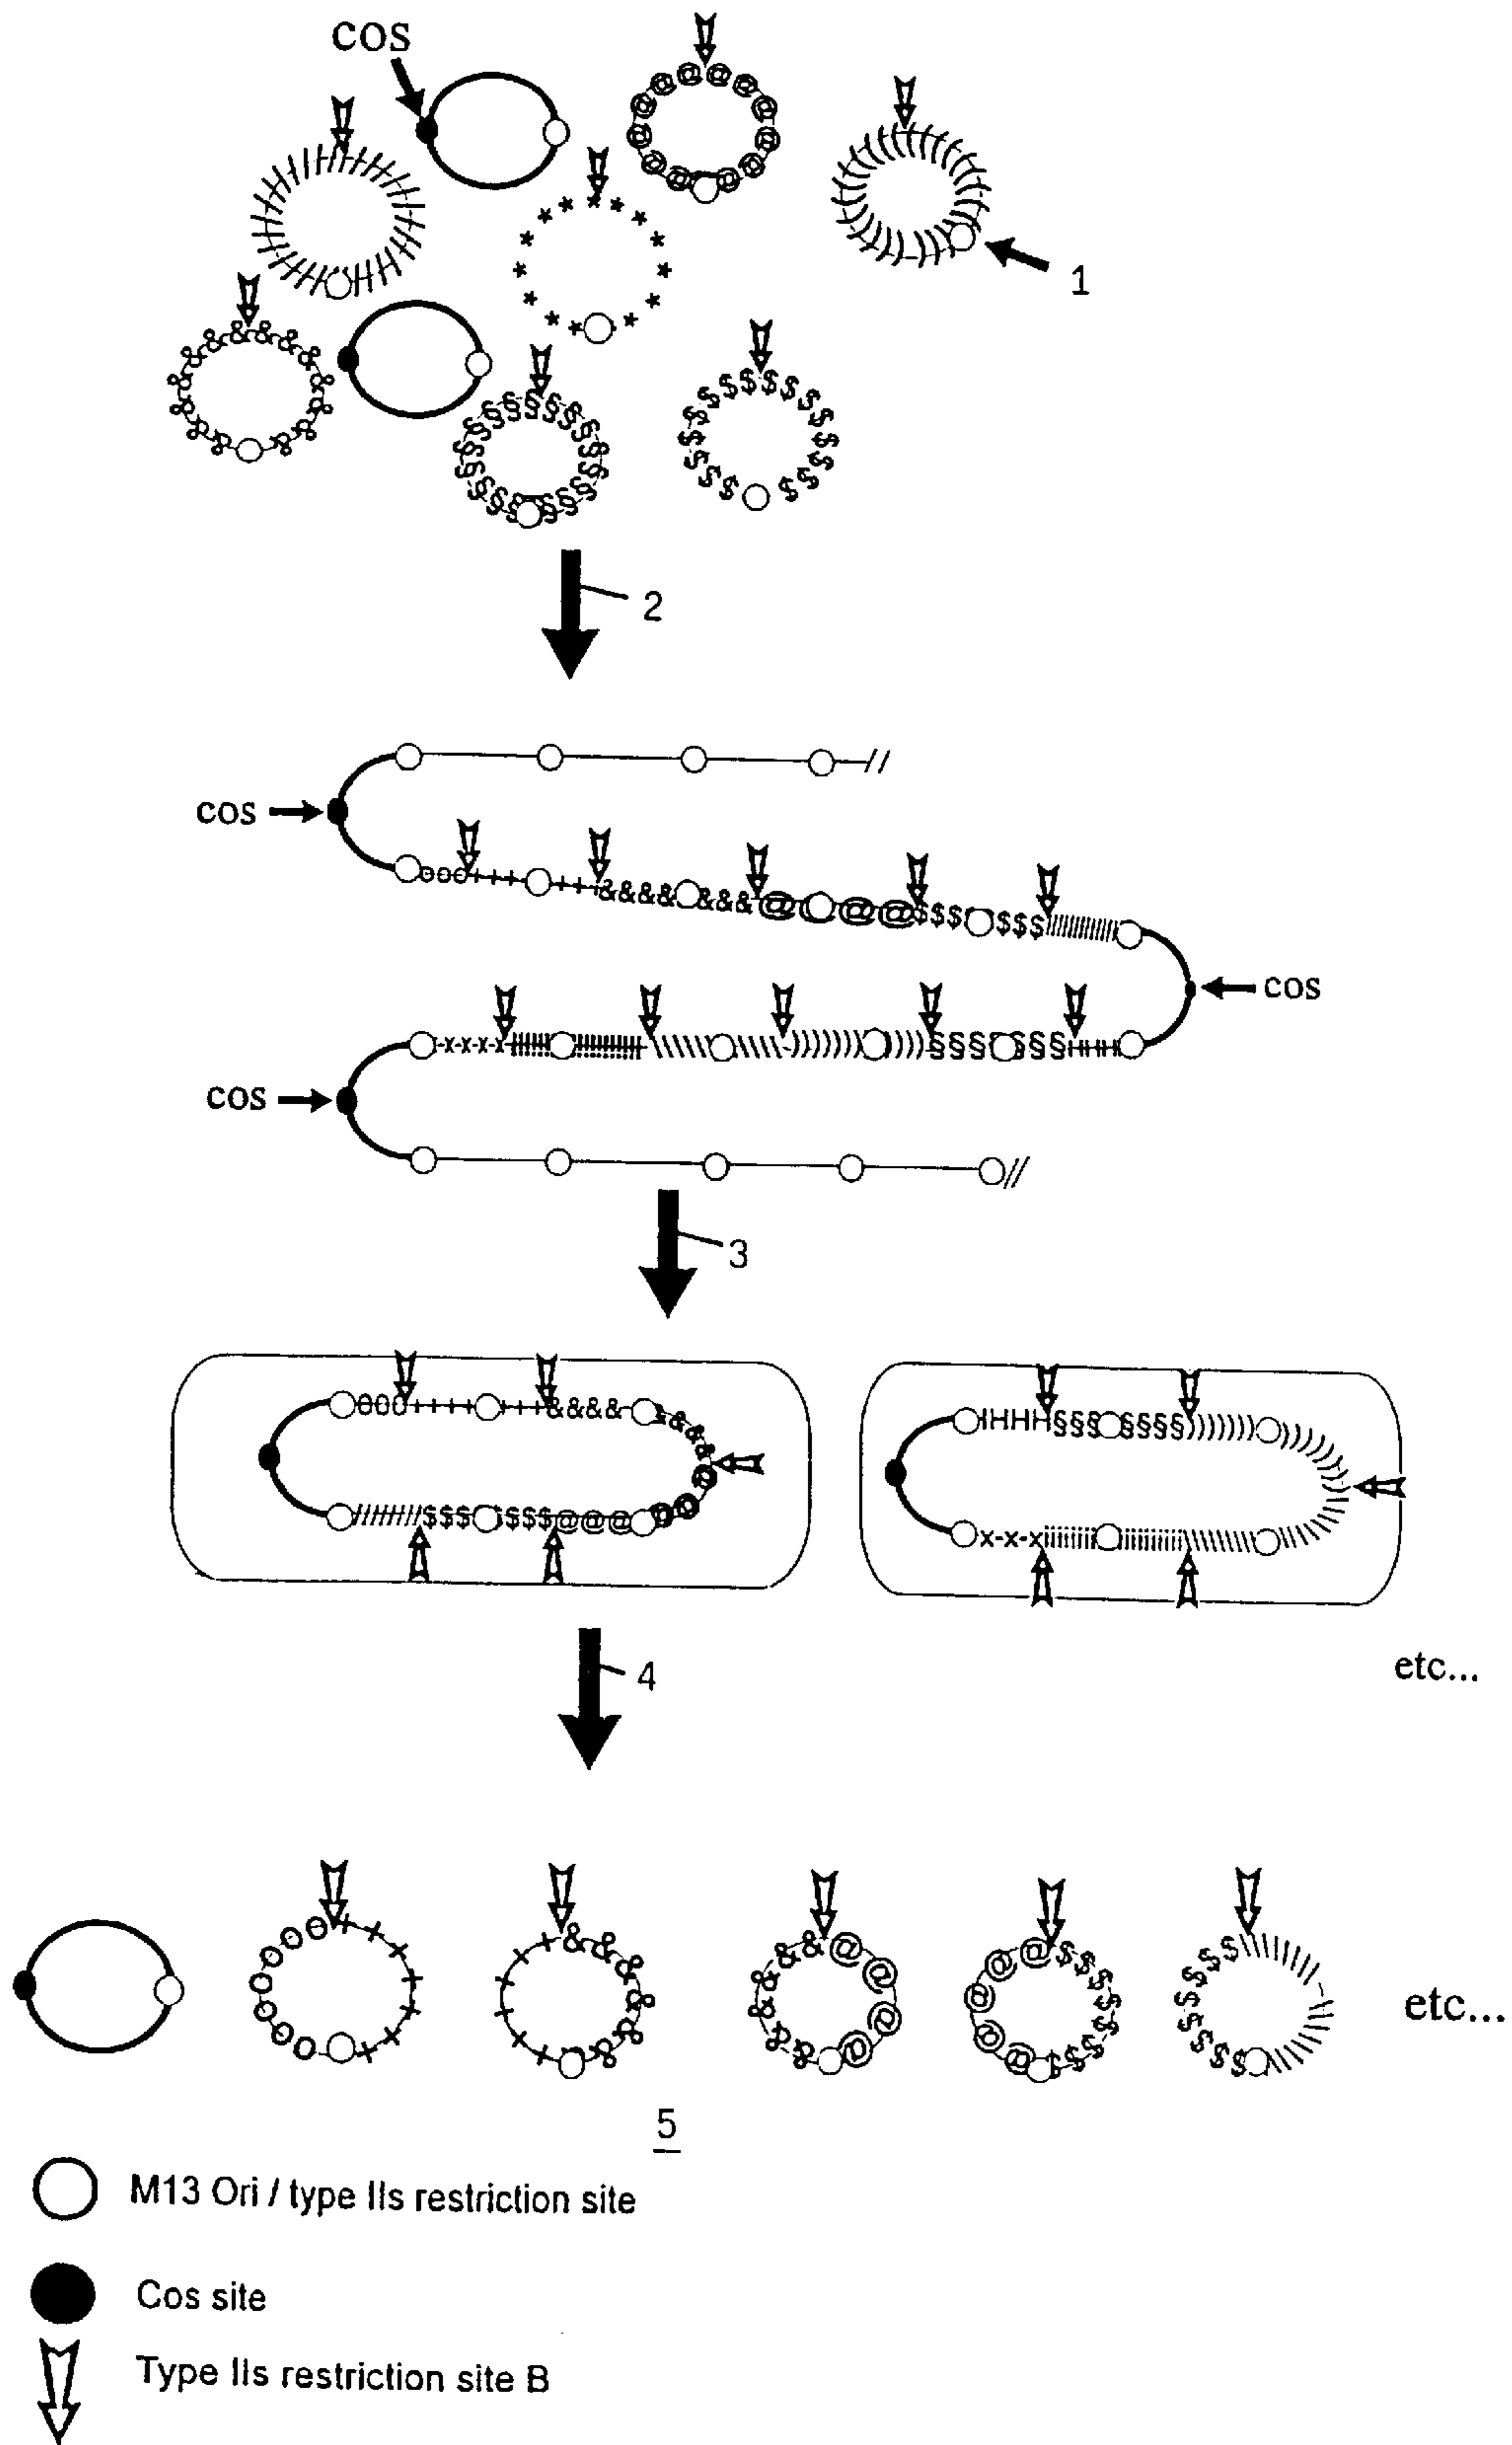 COS
1
2
cos
cos
cos
3
etc...
4
etc...
5
M13 Ori / type IIs restriction site
Cos site
Type IIs restriction site B